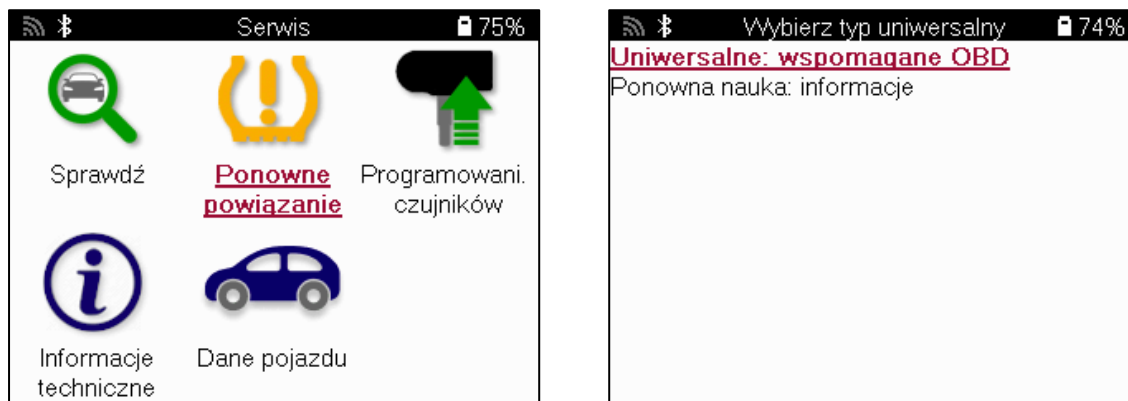 Serwis
75%
Sprawdź
Ponowne
powiązanie
Programowani.
czujników
Informacje
techniczne
Dane pojazdu
Wybierz typ uniwersalny
74%
Uniwersalne: wspomagane OBD
Ponowna nauka: informacje